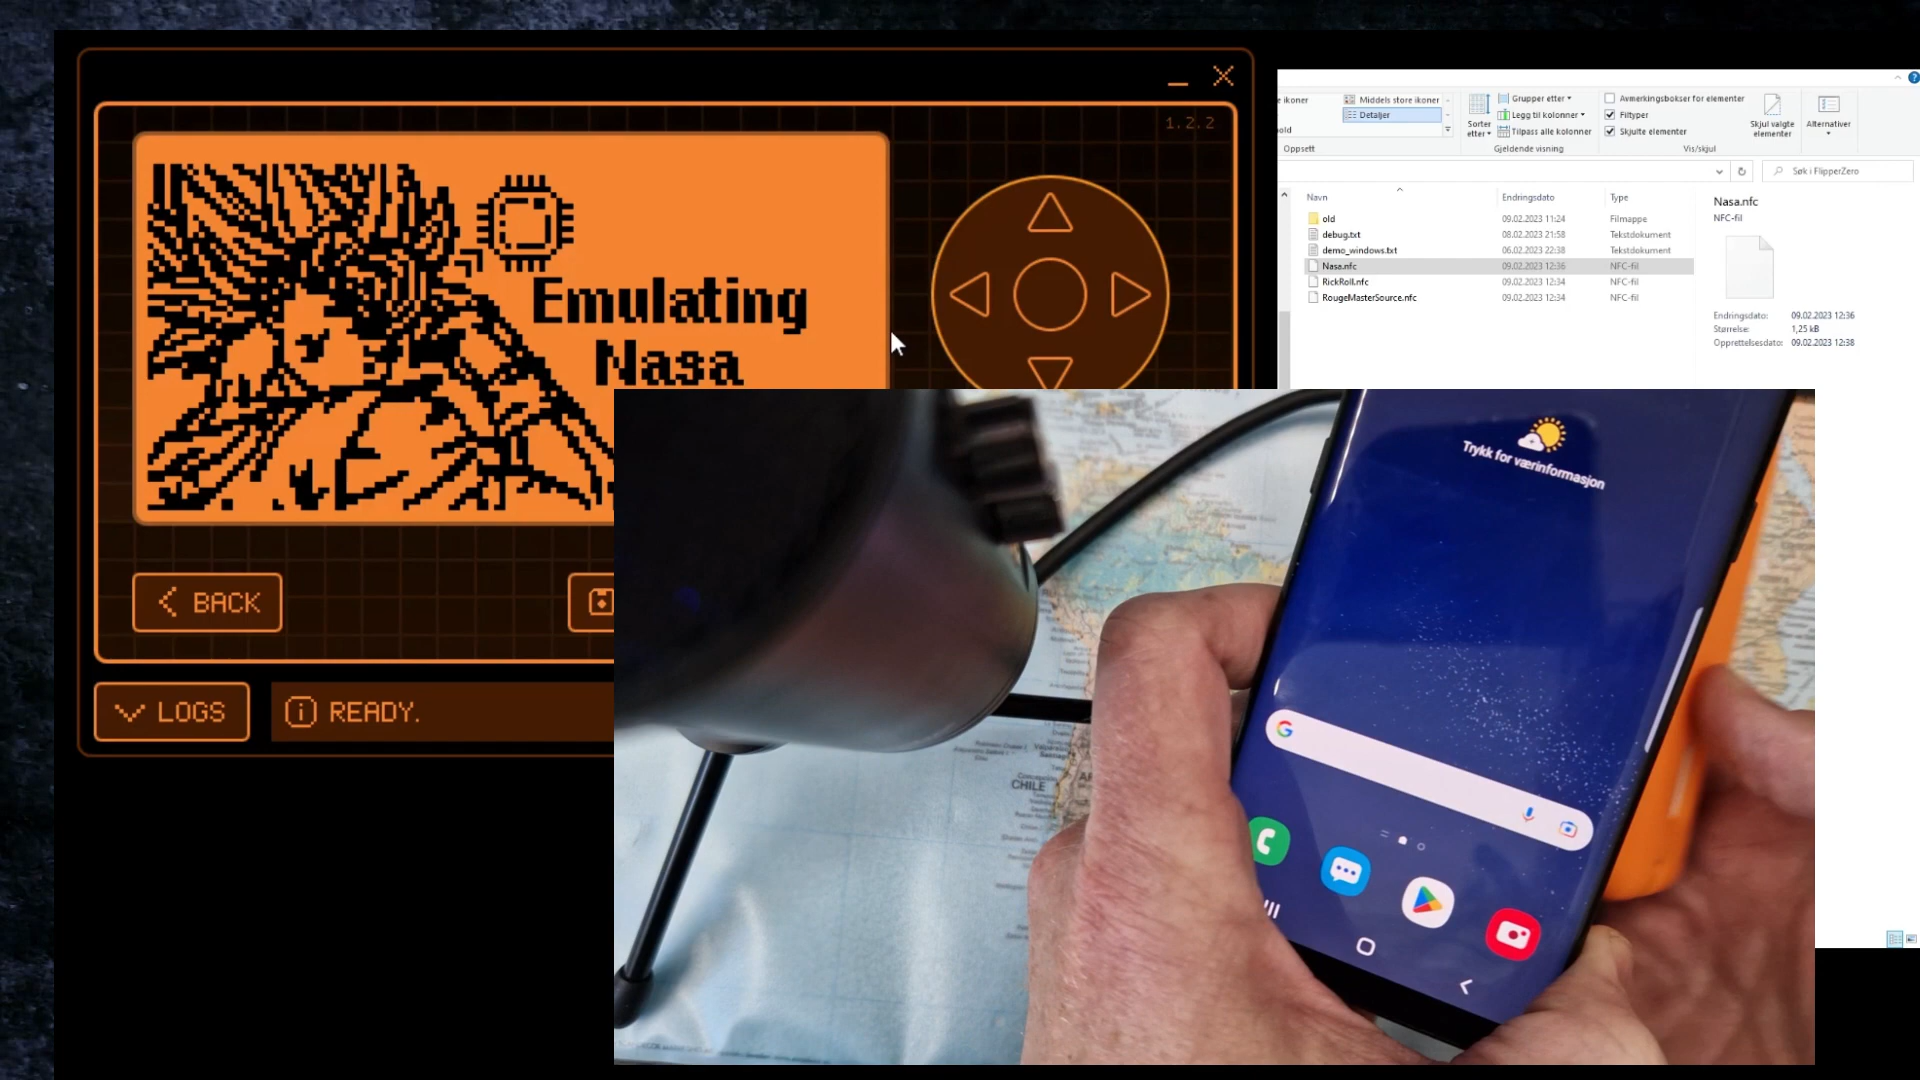 1.2.2
Emulating
Nasa
BACK
LOGS
READY.
e ikoner
Middels store ikoner
Detaljer
old
Oppsett
Sorter
etter
Grupper etter
Legg til kolonner
Tilpass alle kolonner
Gjeldende visning
Avmerkingsbokser for elementer
Filtyper
Skjulte elementer
Skjul valgte
elementer
Vis/skjul
Alternativer
Søk i FlipperZero
Navn Endringsdato Type
old 09.02.2023 11:24 Filmappe
debug.txt 08.02.2023 21:58 Tekstdokument
demo_windows.txt 06.02.2023 22:38 Tekstdokument
Nasa.nfc 09.02.2023 12:36 NFC-fil
RickRoll.nfc 09.02.2023 12:34 NFC-fil
RougeMasterSource.nfc 09.02.2023 12:34 NFC-fil
Nasa.nfc
NFC-fil
Endringsdato: 09.02.2023 12:36
Størrelse: 1,25 kB
Opprettelsesdato: 09.02.2023 12:38
Trykk for værinformasjon
G
CHILE